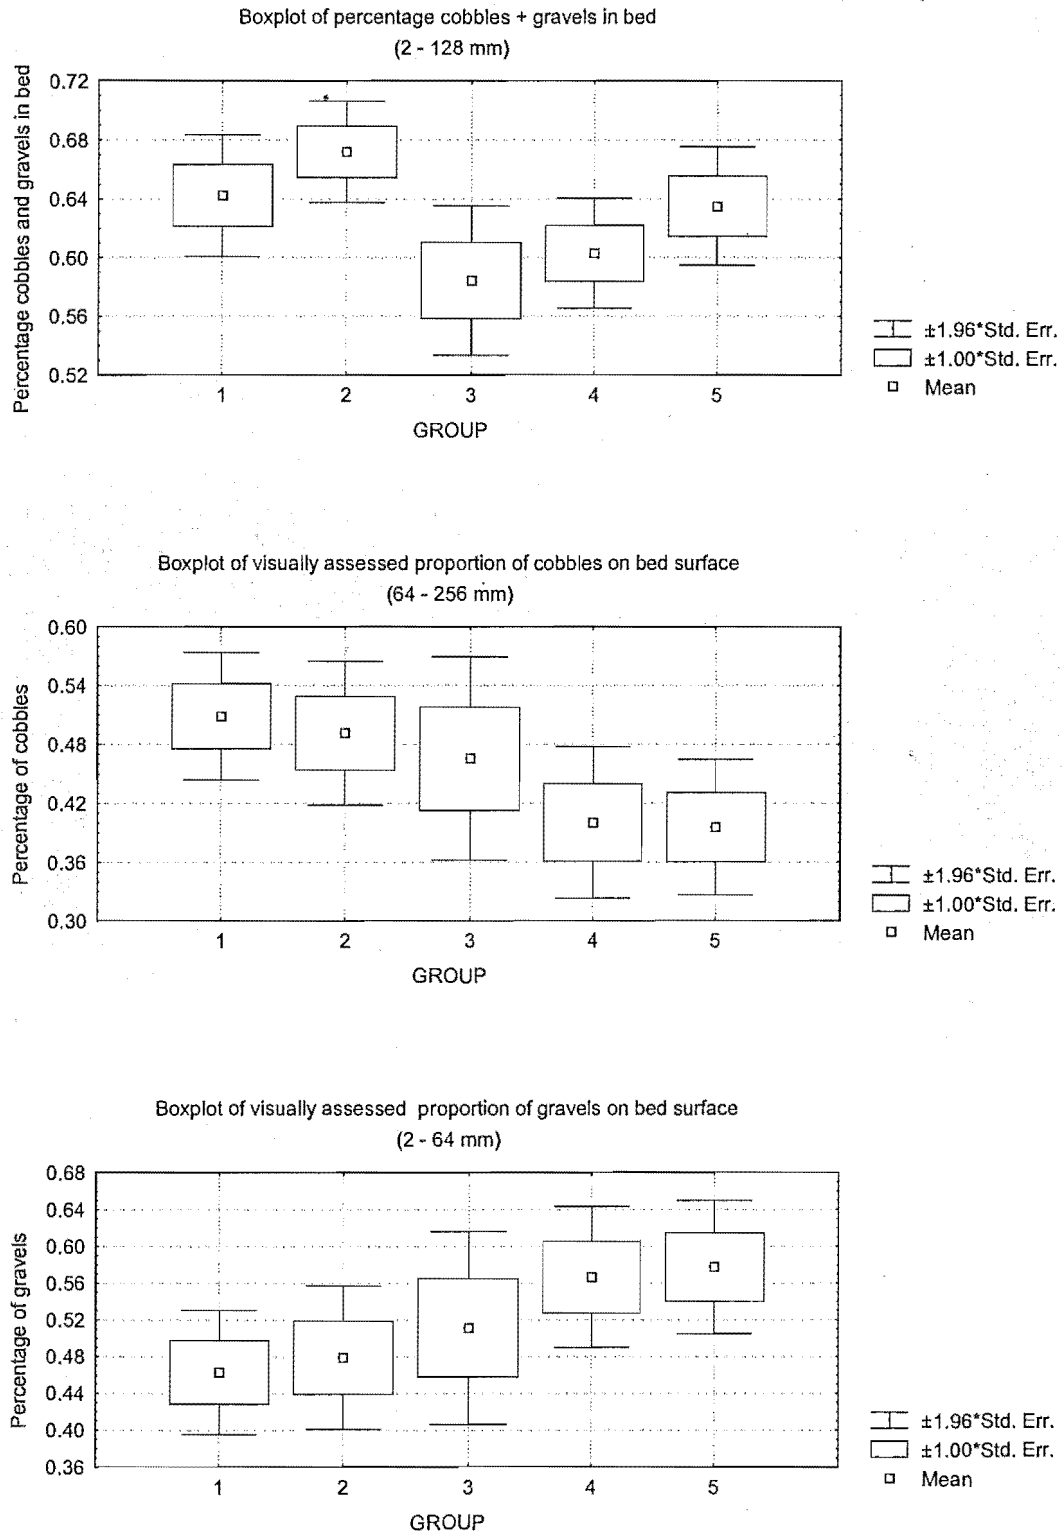 Boxplot of percentage cobbles + gravels in bed
(2 - 128 mm)
Percentage cobbles and gravels in bed
0.72
0.68
0.64
0.60
0.56
0.52
1 2 3 4 5
GROUP
±1.96*Std. Err.
±1.00*Std. Err.
Mean
Boxplot of visually assessed proportion of cobbles on bed surface
(64 - 256 mm)
Percentage of cobbles
0.60
0.54
0.48
0.42
0.36
0.30
1 2 3 4 5
GROUP
±1.96*Std. Err.
±1.00*Std. Err.
Mean
Boxplot of visually assessed proportion of gravels on bed surface
(2 - 64 mm)
Percentage of gravels
0.68
0.64
0.60
0.56
0.52
0.48
0.44
0.40
0.36
1 2 3 4 5
GROUP
±1.96*Std. Err.
±1.00*Std. Err.
Mean